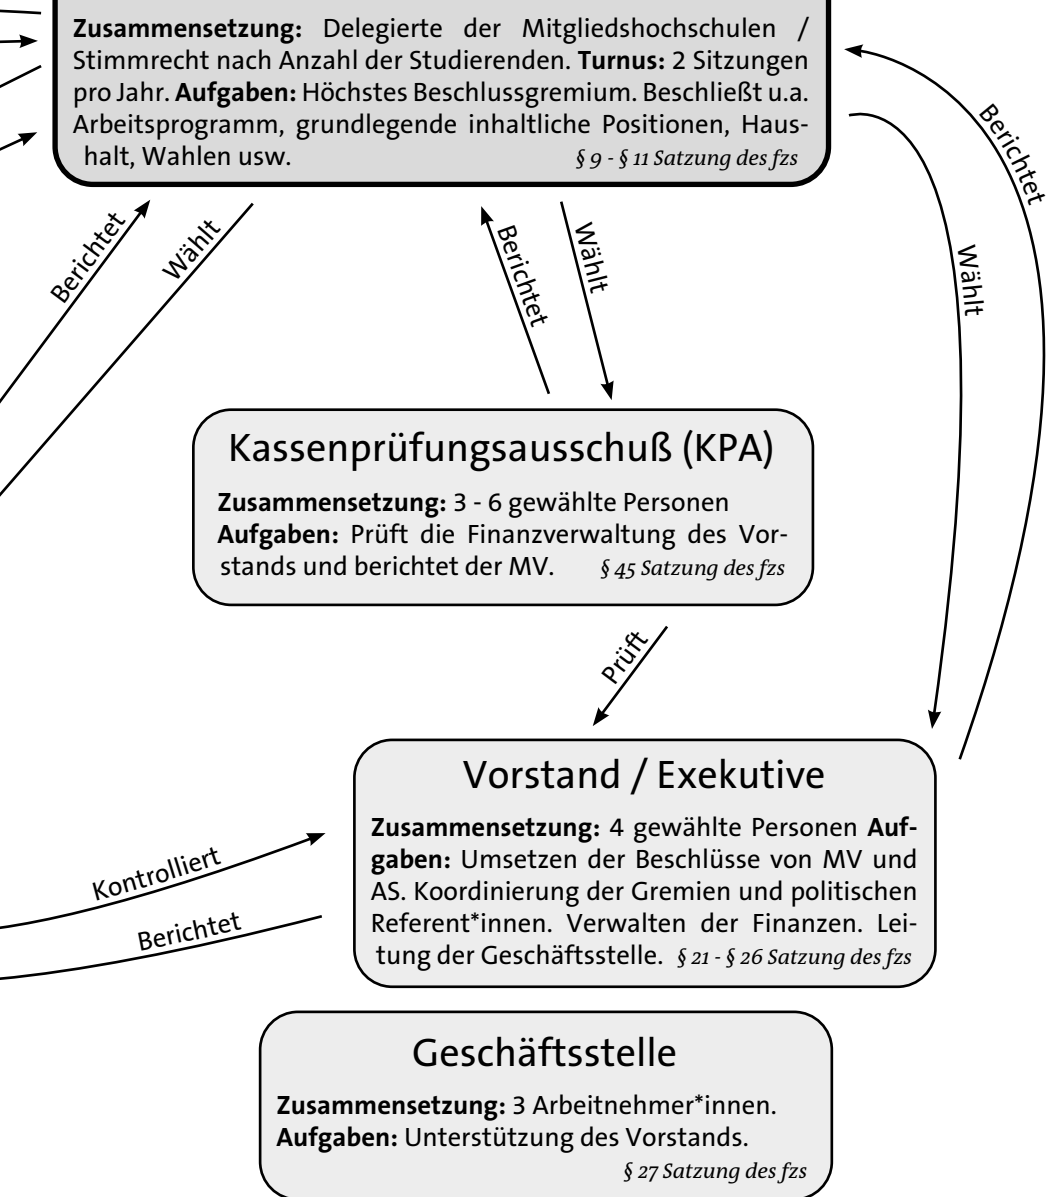 Zusammensetzung: Delegierte der Mitgliedshochschulen /
Stimmrecht nach Anzahl der Studierenden. Turnus: 2 Sitzungen
pro Jahr. Aufgaben: Höchstes Beschlussgremium. Beschließt u.a.
Arbeitsprogramm, grundlegende inhaltliche Positionen, Haus-
halt, Wahlen usw. § 9 - § 11 Satzung des fzs
Berichtet
Wählt
Berichtet
Wählt
Wählt
Berichtet
Kassenprüfungsausschuß (KPA)
Zusammensetzung: 3 - 6 gewählte Personen
Aufgaben: Prüft die Finanzverwaltung des Vor-
stands und berichtet der MV. § 45 Satzung des fzs
Prüft
Vorstand / Exekutive
Zusammensetzung: 4 gewählte Personen Auf-
gaben: Umsetzen der Beschlüsse von MV und
AS. Koordinierung der Gremien und politischen
Referent*innen. Verwalten der Finanzen. Lei-
tung der Geschäftsstelle. § 21 - § 26 Satzung des fzs
Kontrolliert
Berichtet
Geschäftsstelle
Zusammensetzung: 3 Arbeitnehmer*innen.
Aufgaben: Unterstützung des Vorstands.
§ 27 Satzung des fzs